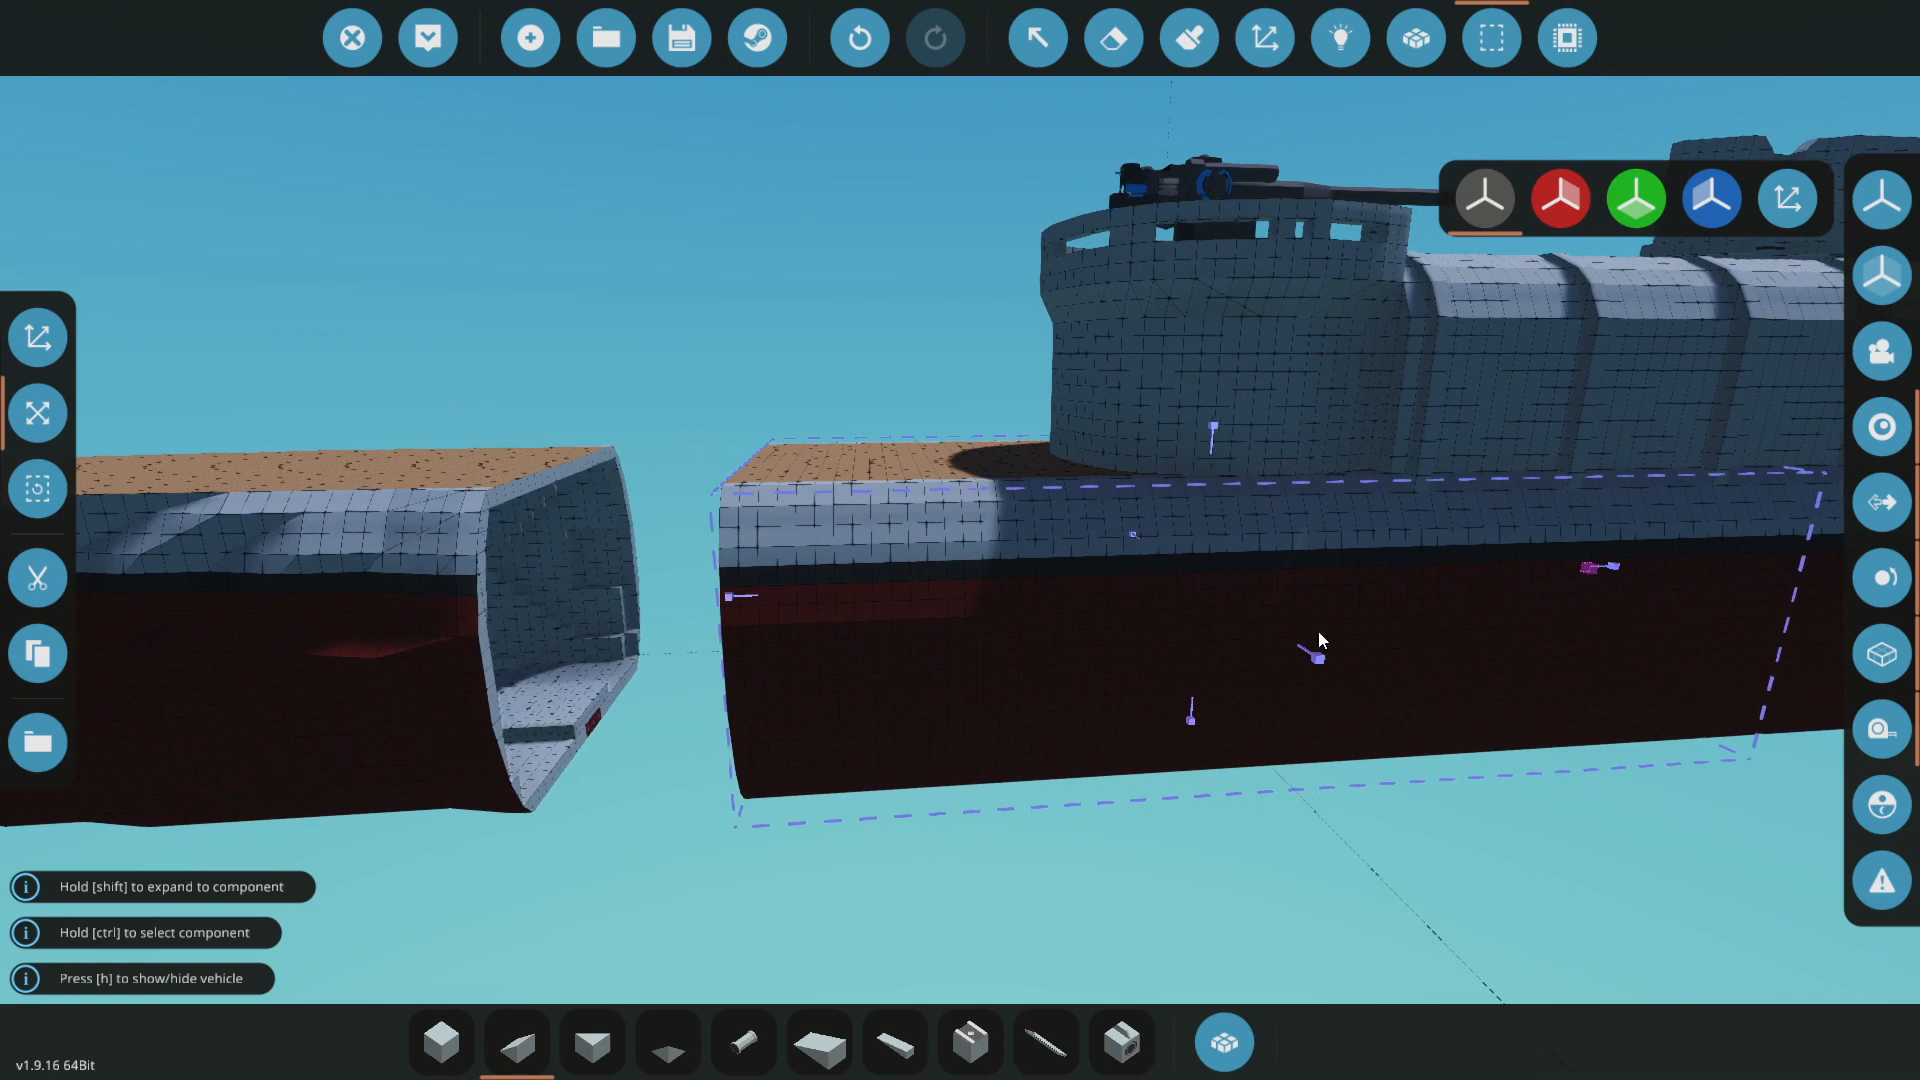 Hold [shift] to expand to component
Hold [ctrl] to select component
Press [h] to show/hide vehicle
v1.9.16 64Bit